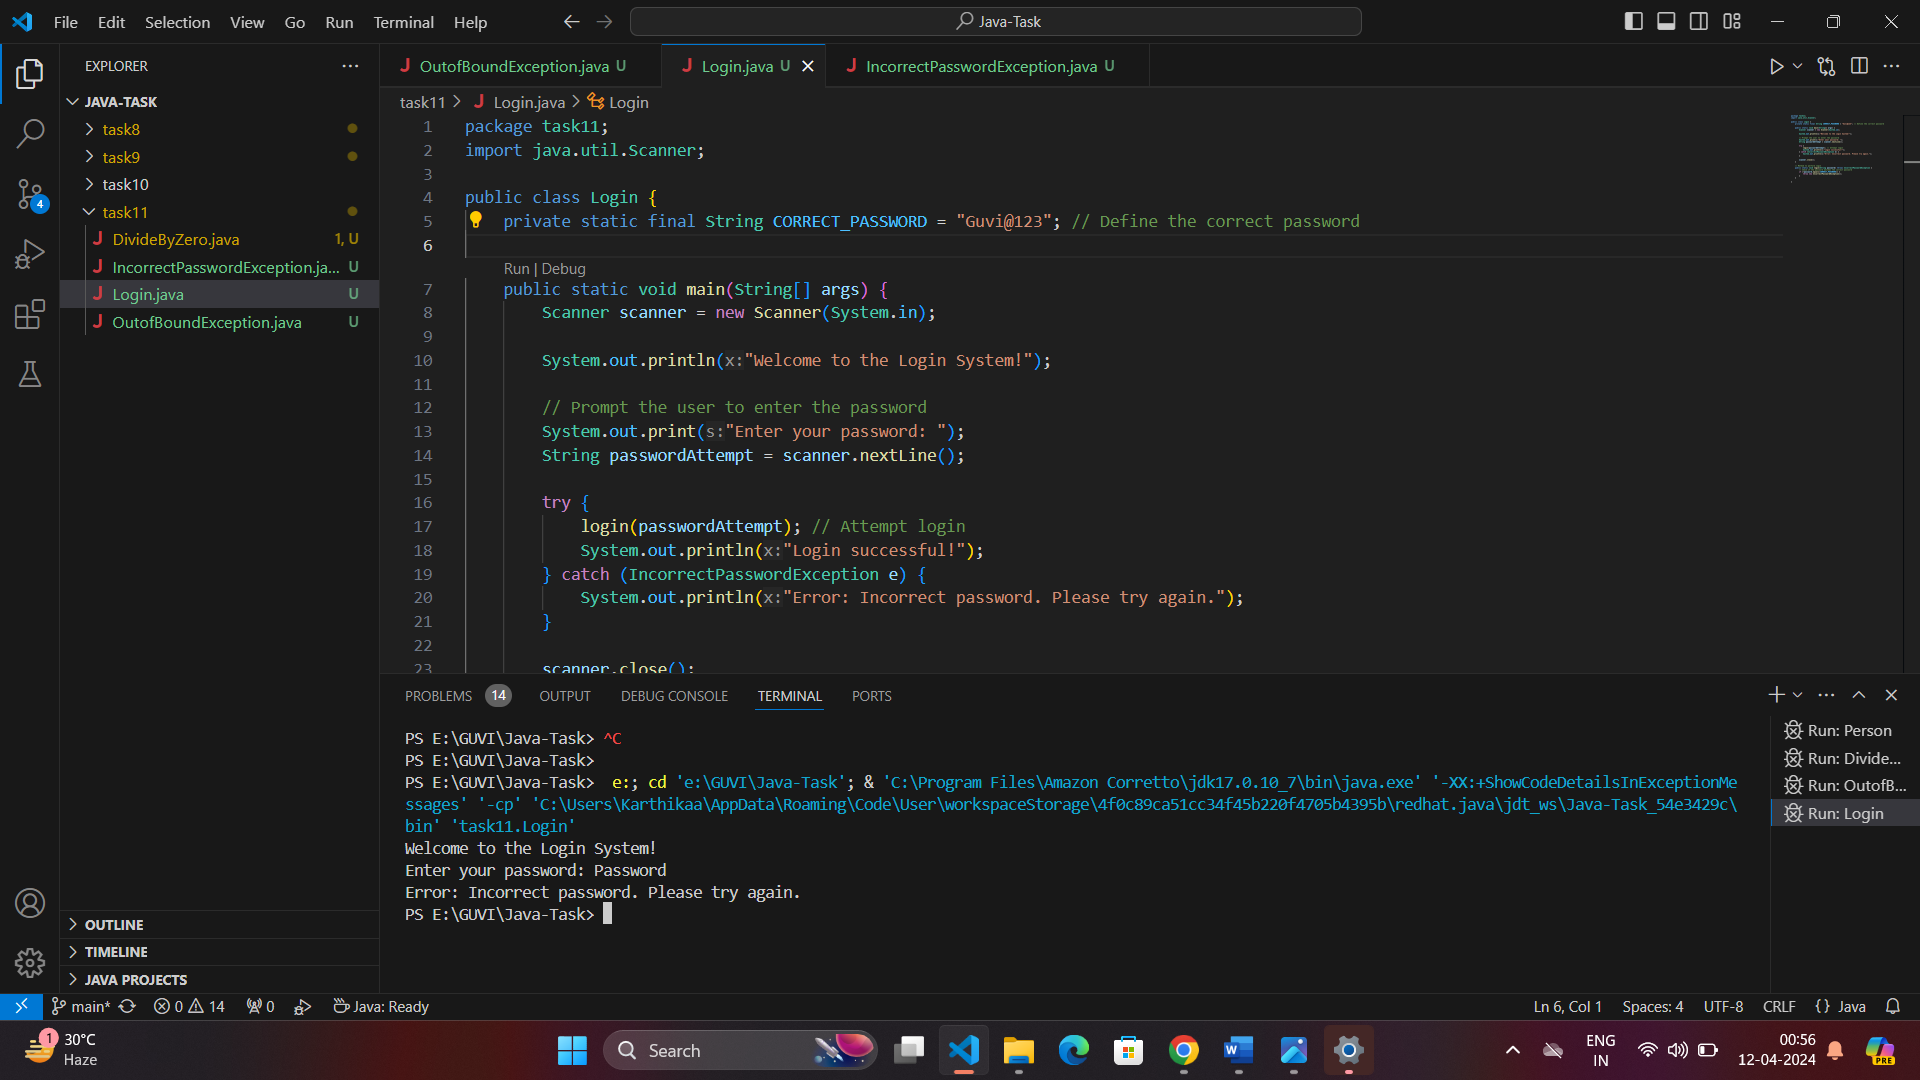 File Edit Selection View Go Run Terminal Help
Java-Task
EXPLORER
JAVA-TASK
task8
task9
task10
task11
DivideByZero.java 1, U
IncorrectPasswordException.ja... U
Login.java U
OutofBoundException.java U
OUTLINE
TIMELINE
JAVA PROJECTS
4
OutofBoundException.java U
Login.java U
IncorrectPasswordException.java U
task11 > Login.java > Login
1 package task11;
2 import java.util.Scanner;
3
4 public class Login {
5 private static final String CORRECT_PASSWORD = "Guvi@123"; // Define the correct password
6
Run | Debug
7 public static void main(String[] args) {
8 Scanner scanner = new Scanner(System.in);
9
10 System.out.println(x:"Welcome to the Login System!");
11
12 // Prompt the user to enter the password
13 System.out.print(s:"Enter your password: ");
14 String passwordAttempt = scanner.nextLine();
15
16 try {
17 login(passwordAttempt); // Attempt login
18 System.out.println(x:"Login successful!");
19 } catch (IncorrectPasswordException e) {
20 System.out.println(x:"Error: Incorrect password. Please try again.");
21 }
22
23 scanner.close();
PROBLEMS 14 OUTPUT DEBUG CONSOLE TERMINAL PORTS
PS E:\GUVI\Java-Task> ^C
PS E:\GUVI\Java-Task>
PS E:\GUVI\Java-Task> e:; cd 'e:\GUVI\Java-Task'; & 'C:\Program Files\Amazon Corretto\jdk17.0.10_7\bin\java.exe' '-XX:+ShowCodeDetailsInExceptionMe
ssages' '-cp' 'C:\Users\Karthikaa\AppData\Roaming\Code\User\workspaceStorage\4f0c89ca51cc34f45b220f4705b4395b\redhat.java\jdt_ws\Java-Task_54e3429c\
bin' 'task11.Login'
Welcome to the Login System!
Enter your password: Password
Error: Incorrect password. Please try again.
PS E:\GUVI\Java-Task>
Run: Person
Run: Divide...
Run: OutofB...
Run: Login
main* 0 14 0 Java: Ready
Ln 6, Col 1 Spaces: 4 UTF-8 CRLF {} Java
1
30°C
Haze
Search
PRE
ENG
IN
00:56
12-04-2024